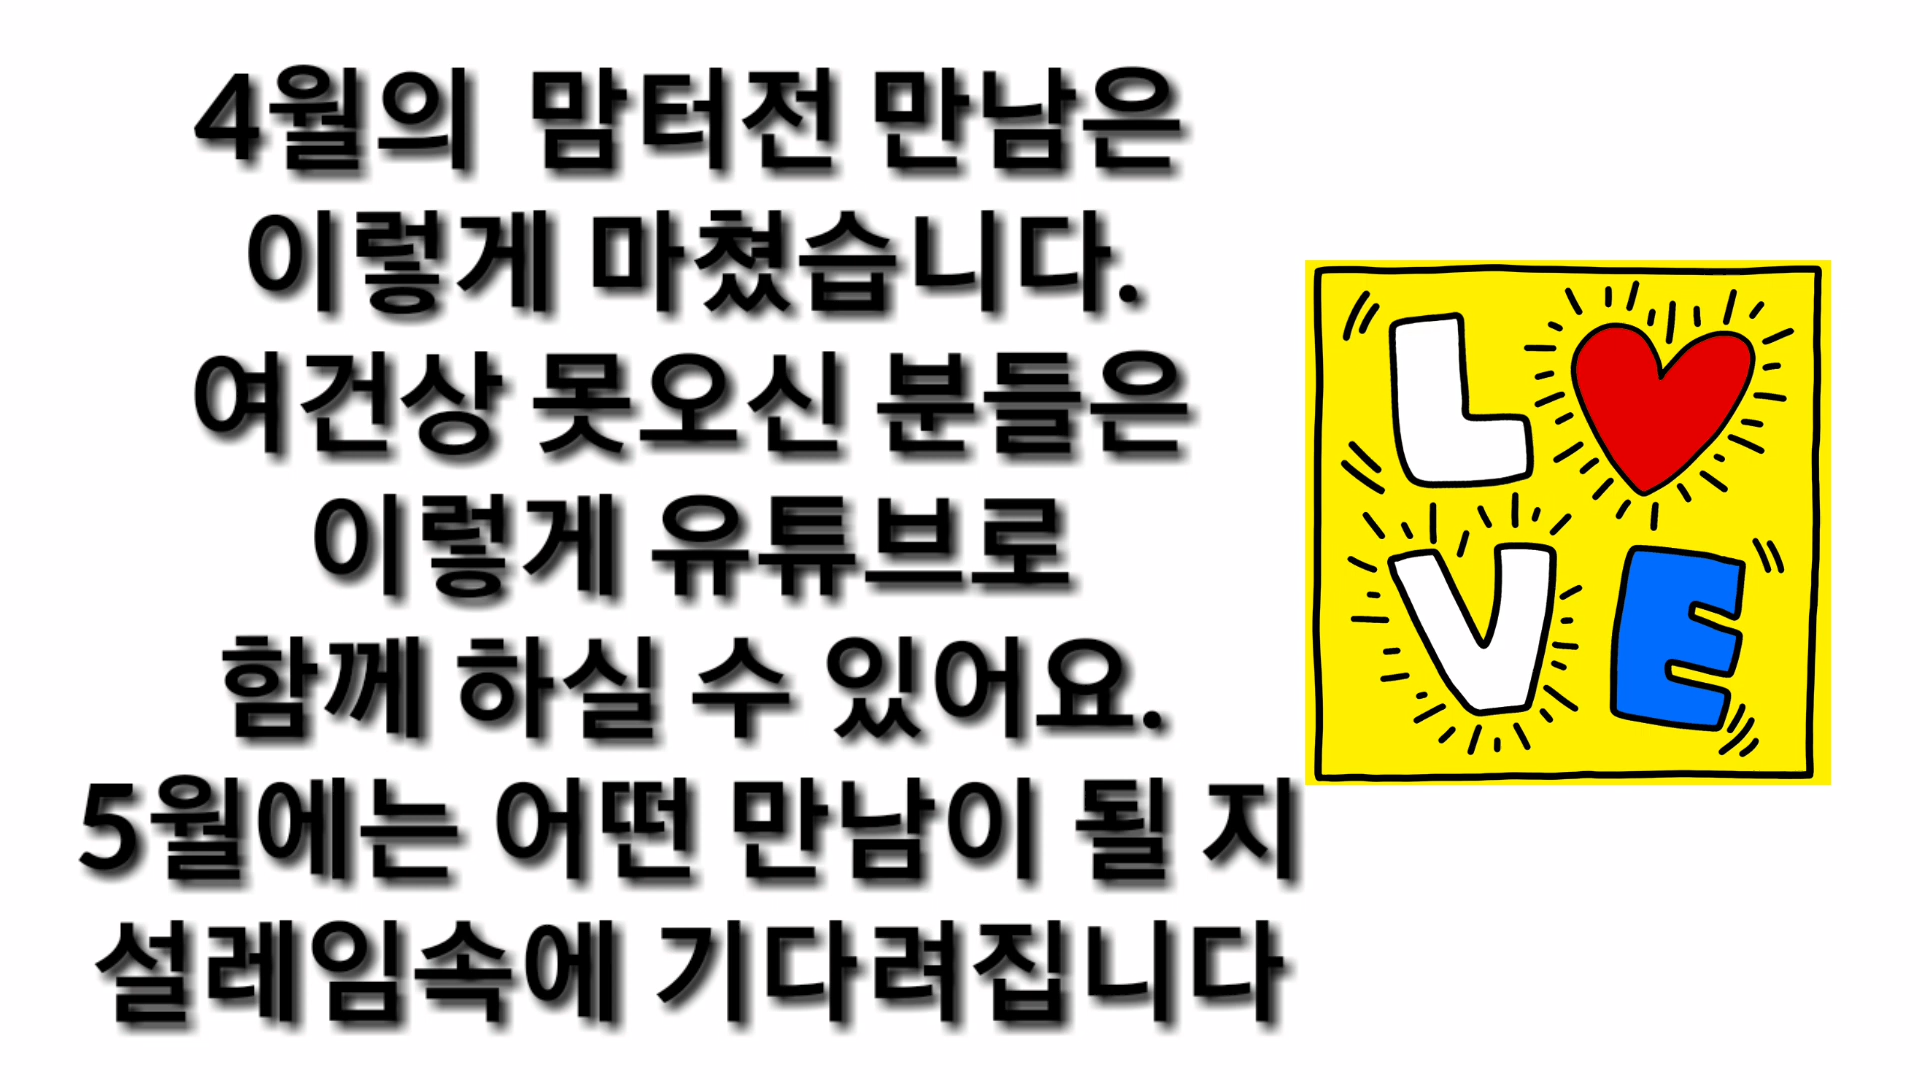 4월의 맘터전 만남은
이렇게 마쳤습니다.
여건상 못오신 분들은
이렇게 유튜브로
함께 하실 수 있어요.
5월에는 어떤 만남이 될 지
설레임속에 기다려집니다
L VE